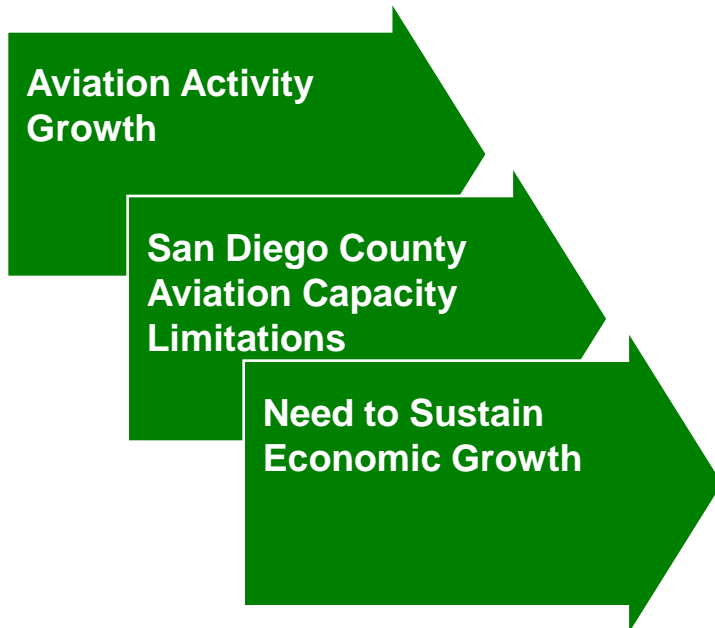 Aviation Activity
Growth
San Diego County
Aviation Capacity
Limitations
Need to Sustain
Economic Growth